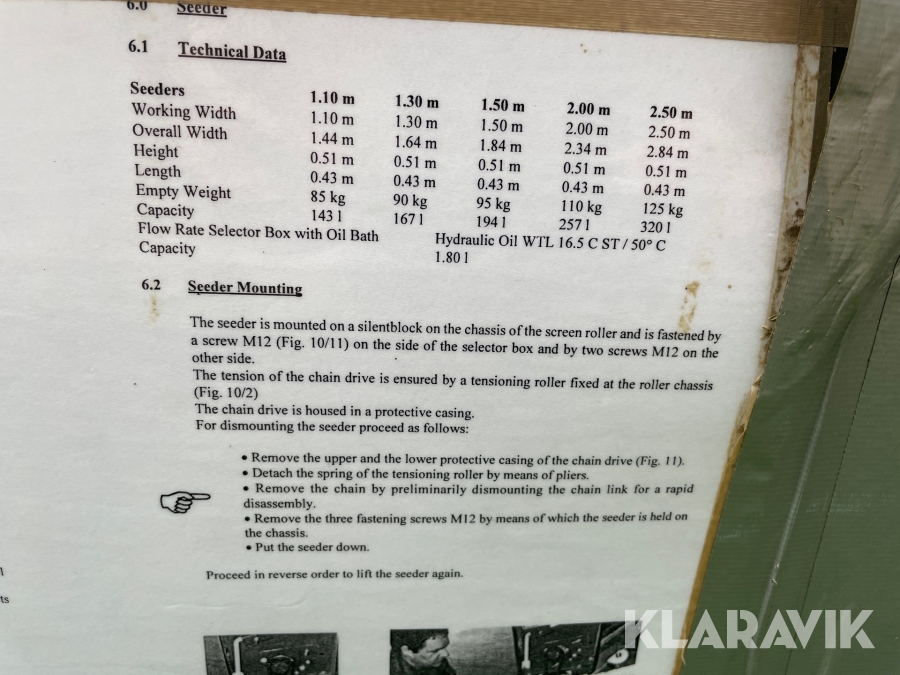 6.0 Seeder
6.1 Technical Data
Seeders 1.10 m 1.30 m 1.50 m 2.00 m 2.50 m
Working Width 1.10 m 1.30 m 1.50 m 2.00 m 2.50 m
Overall Width 1.44 m 1.64 m 1.84 m 2.34 m 2.84 m
Height 0.51 m 0.51 m 0.51 m 0.51 m 0.51 m
Length 0.43 m 0.43 m 0.43 m 0.43 m 0.43 m
Empty Weight 85 kg 90 kg 95 kg 110 kg 125 kg
Capacity 143 l 167 l 194 l 257 l 320 l
Flow Rate Selector Box with Oil Bath Hydraulic Oil WTL 16.5 C ST / 50° C
Capacity 1.80 l
6.2 Seeder Mounting
The seeder is mounted on a silentblock on the chassis of the screen roller and is fastened by
a screw M12 (Fig. 10/11) on the side of the selector box and by two screws M12 on the
other side.
The tension of the chain drive is ensured by a tensioning roller fixed at the roller chassis
(Fig. 10/2)
The chain drive is housed in a protective casing.
For dismounting the seeder proceed as follows:
• Remove the upper and the lower protective casing of the chain drive (Fig. 11).
• Detach the spring of the tensioning roller by means of pliers.
• Remove the chain by preliminarily dismounting the chain link for a rapid
disassembly.
• Remove the three fastening screws M12 by means of which the seeder is held on
the chassis.
• Put the seeder down.
Proceed in reverse order to lift the seeder again.
ts
KLARAVIK